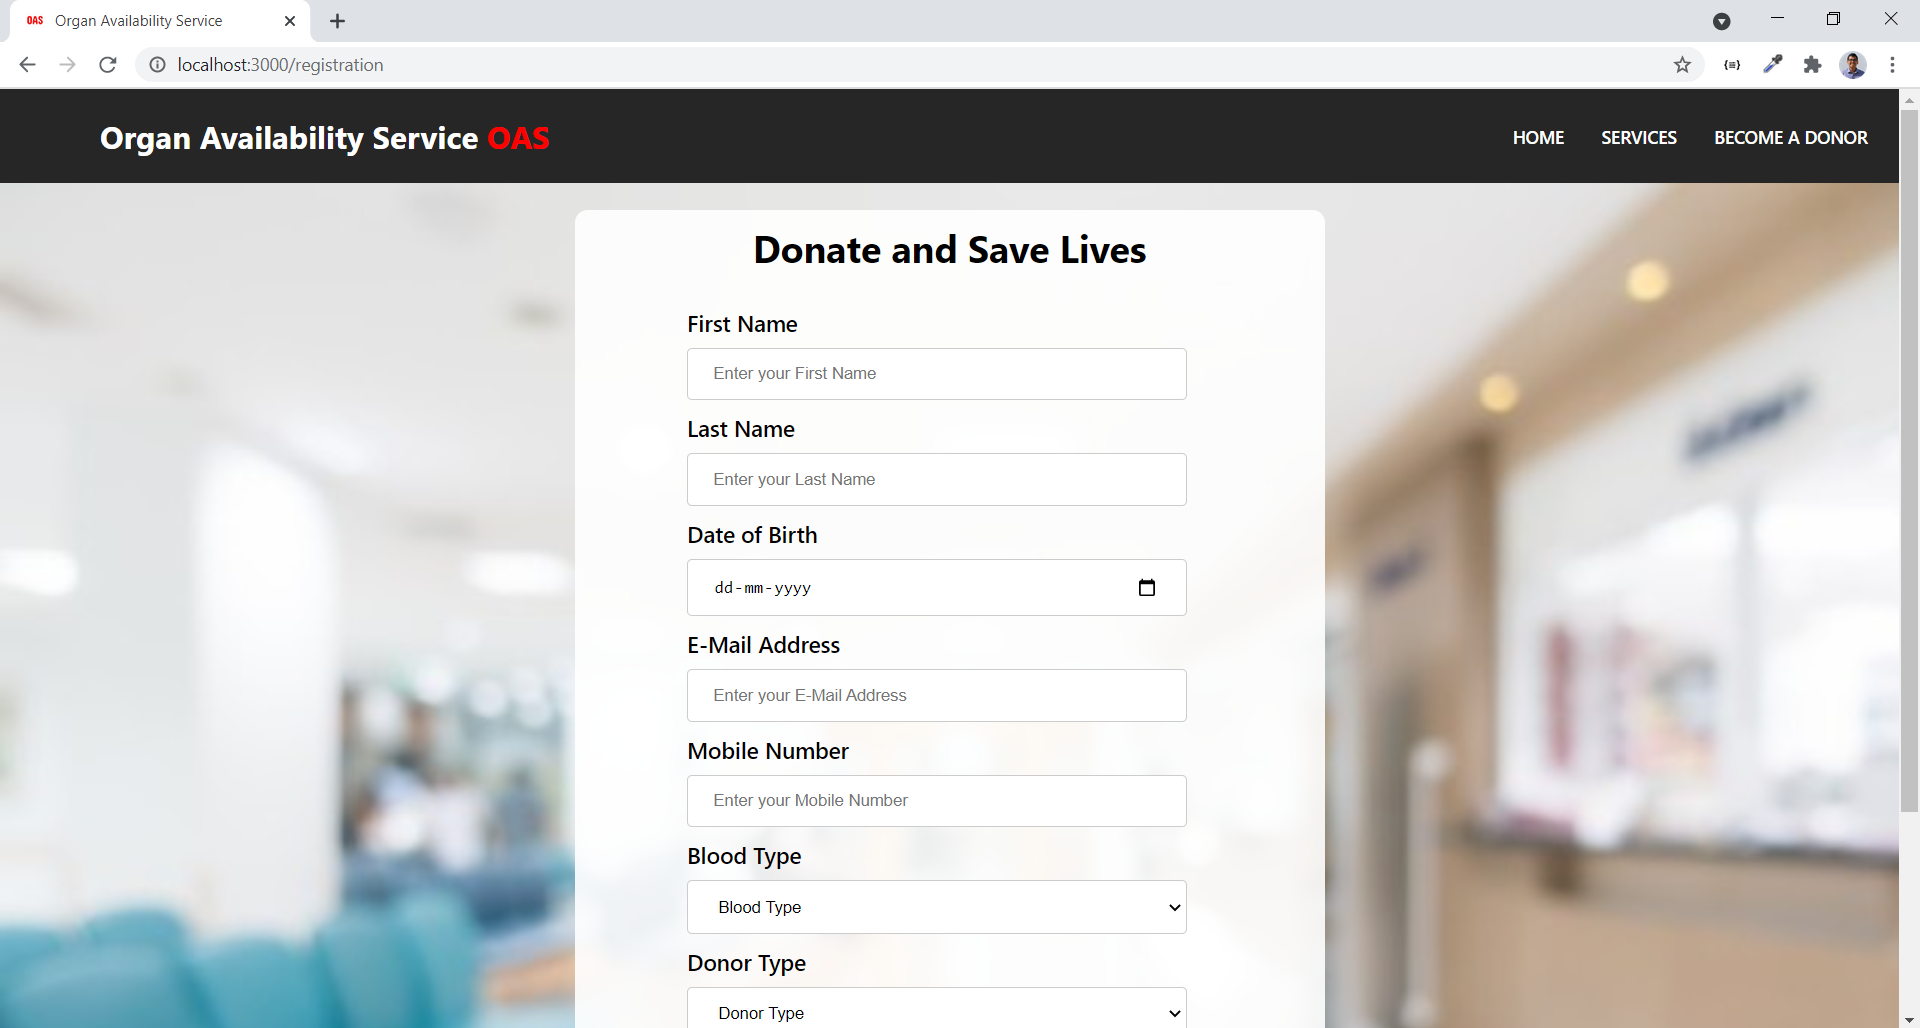 OAS Organ Availability Service
localhost:3000/registration
Organ Availability Service OAS
HOME SERVICES BECOME A DONOR
Donate and Save Lives
First Name
Enter your First Name
Last Name
Enter your Last Name
Date of Birth
dd-mm-yyyy
E-Mail Address
Enter your E-Mail Address
Mobile Number
Enter your Mobile Number
Blood Type
Blood Type
Donor Type
Donor Type